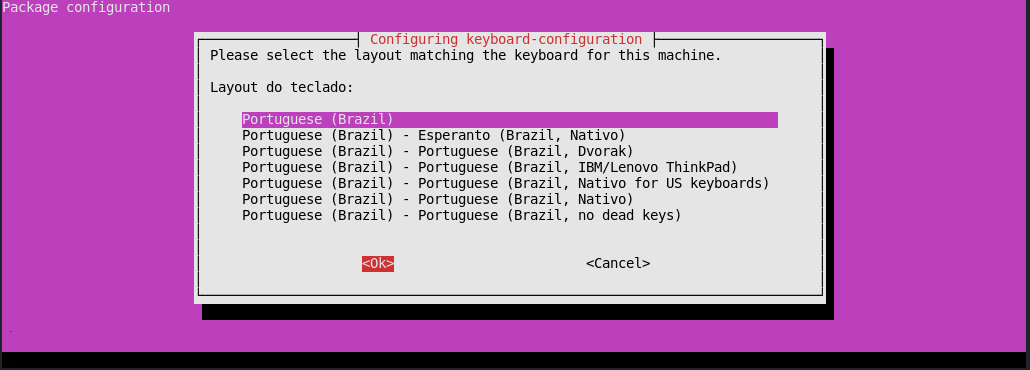 Package configuration
Configuring keyboard-configuration
Please select the layout matching the keyboard for this machine.
Layout do teclado:
Portuguese (Brazil)
Portuguese (Brazil) - Esperanto (Brazil, Nativo)
Portuguese (Brazil) - Portuguese (Brazil, Dvorak)
Portuguese (Brazil) - Portuguese (Brazil, IBM/Lenovo ThinkPad)
Portuguese (Brazil) - Portuguese (Brazil, Nativo for US keyboards)
Portuguese (Brazil) - Portuguese (Brazil, Nativo)
Portuguese (Brazil) - Portuguese (Brazil, no dead keys)
<Ok> <Cancel>